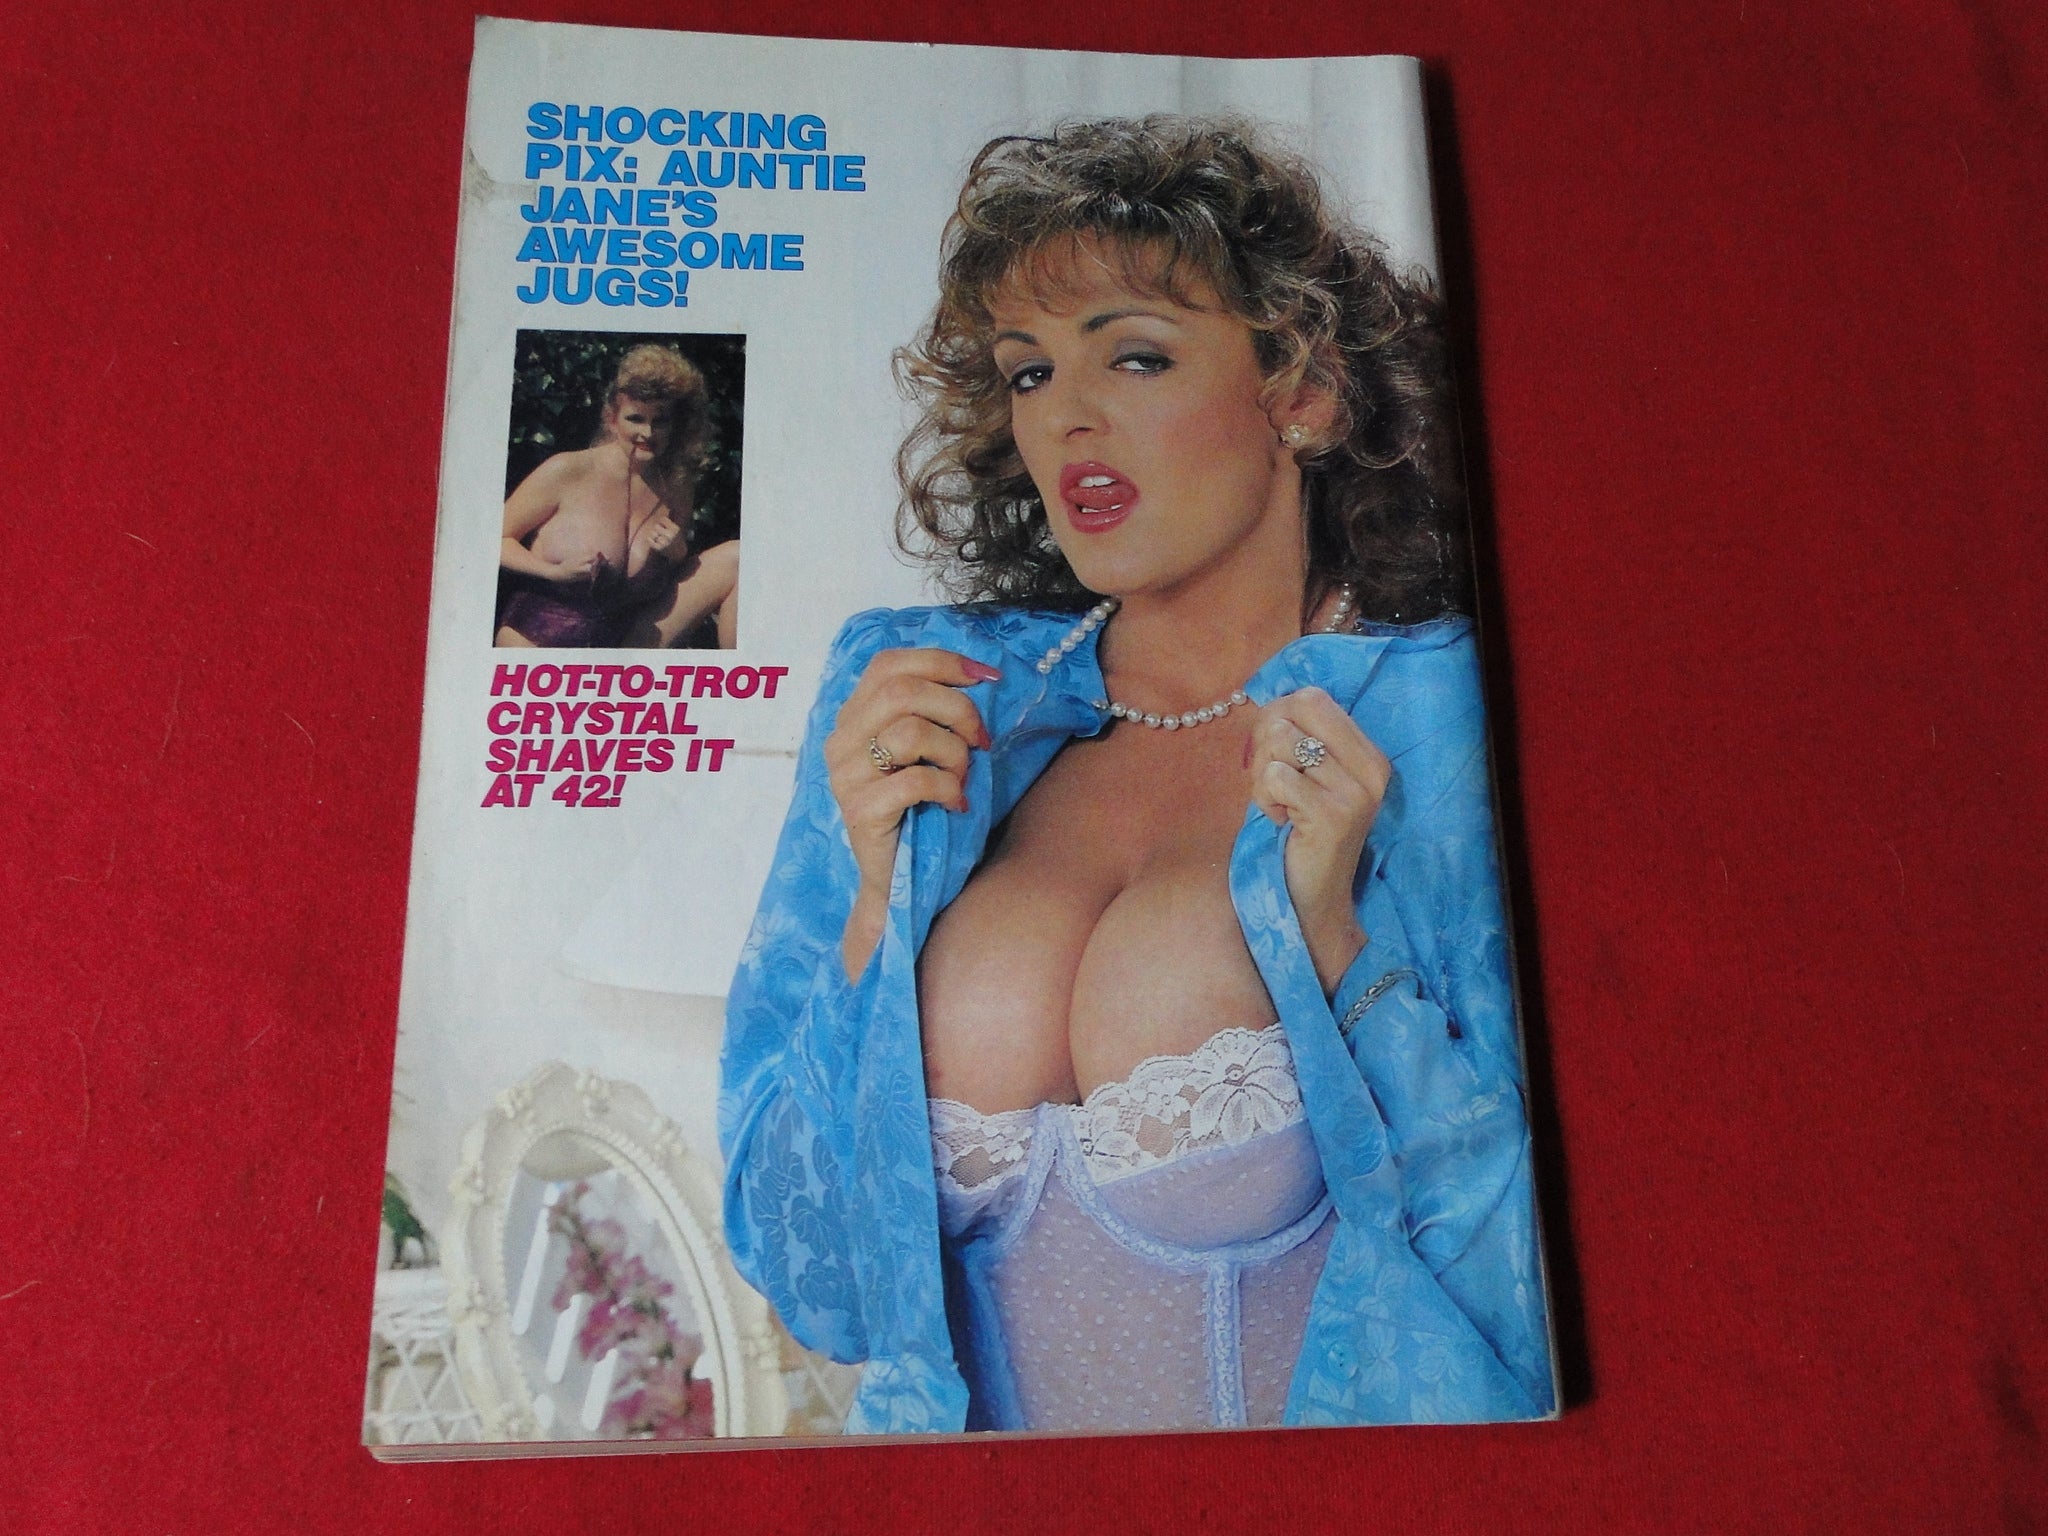 SHOCKING
PIX: AUNTIE
JANE'S
AWESOME
JUGS!
HOT-TO-TROT
CRYSTAL
SHAVES IT
AT 42!